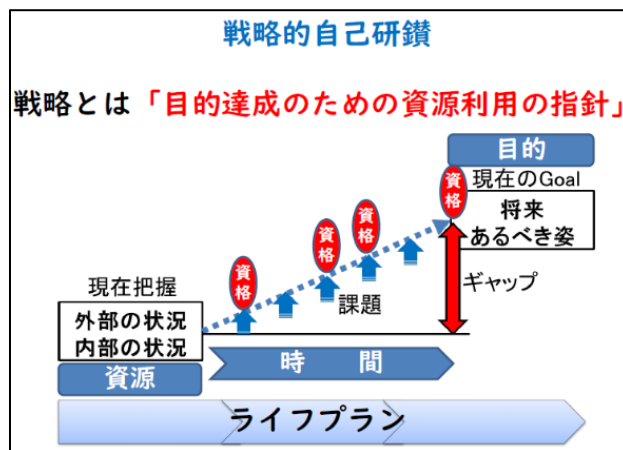 戦略的自己研鑽
戦略とは「目的達成のための資源利用の指針」
目的
資格
現在のGoal
将来
あるべき姿
資格
資格
資格
ギャップ
課題
現在把握
外部の状況
内部の状況
資源
時 間
ライフプラン